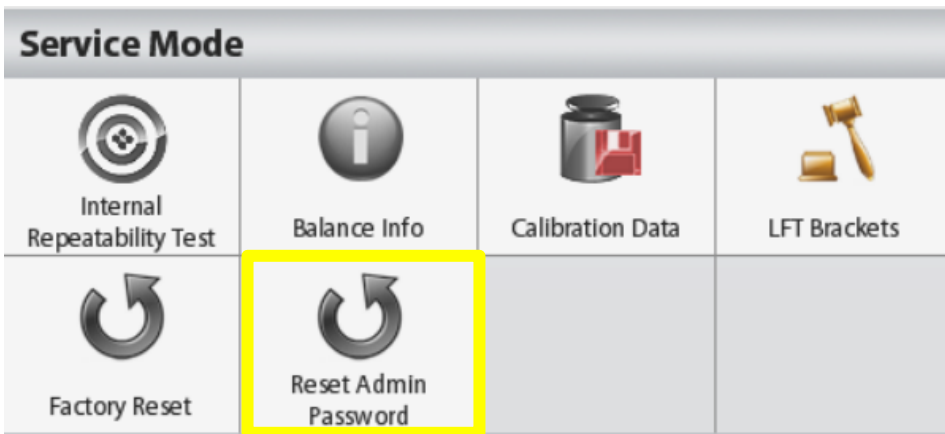 Service Mode
Internal
Repeatability Test
Balance Info
Calibration Data
LFT Brackets
Factory Reset
Reset Admin
Password